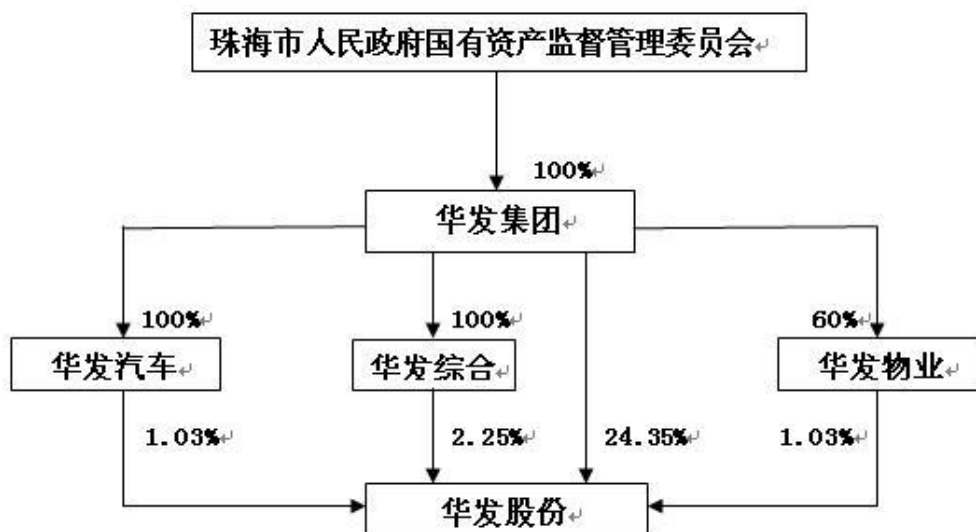 珠海市人民政府国有资产监督管理委员会
100%
华发集团
100%
100%
60%
华发汽车
华发综合
华发物业
1.03%
2.25%
24.35%
1.03%
华发股份